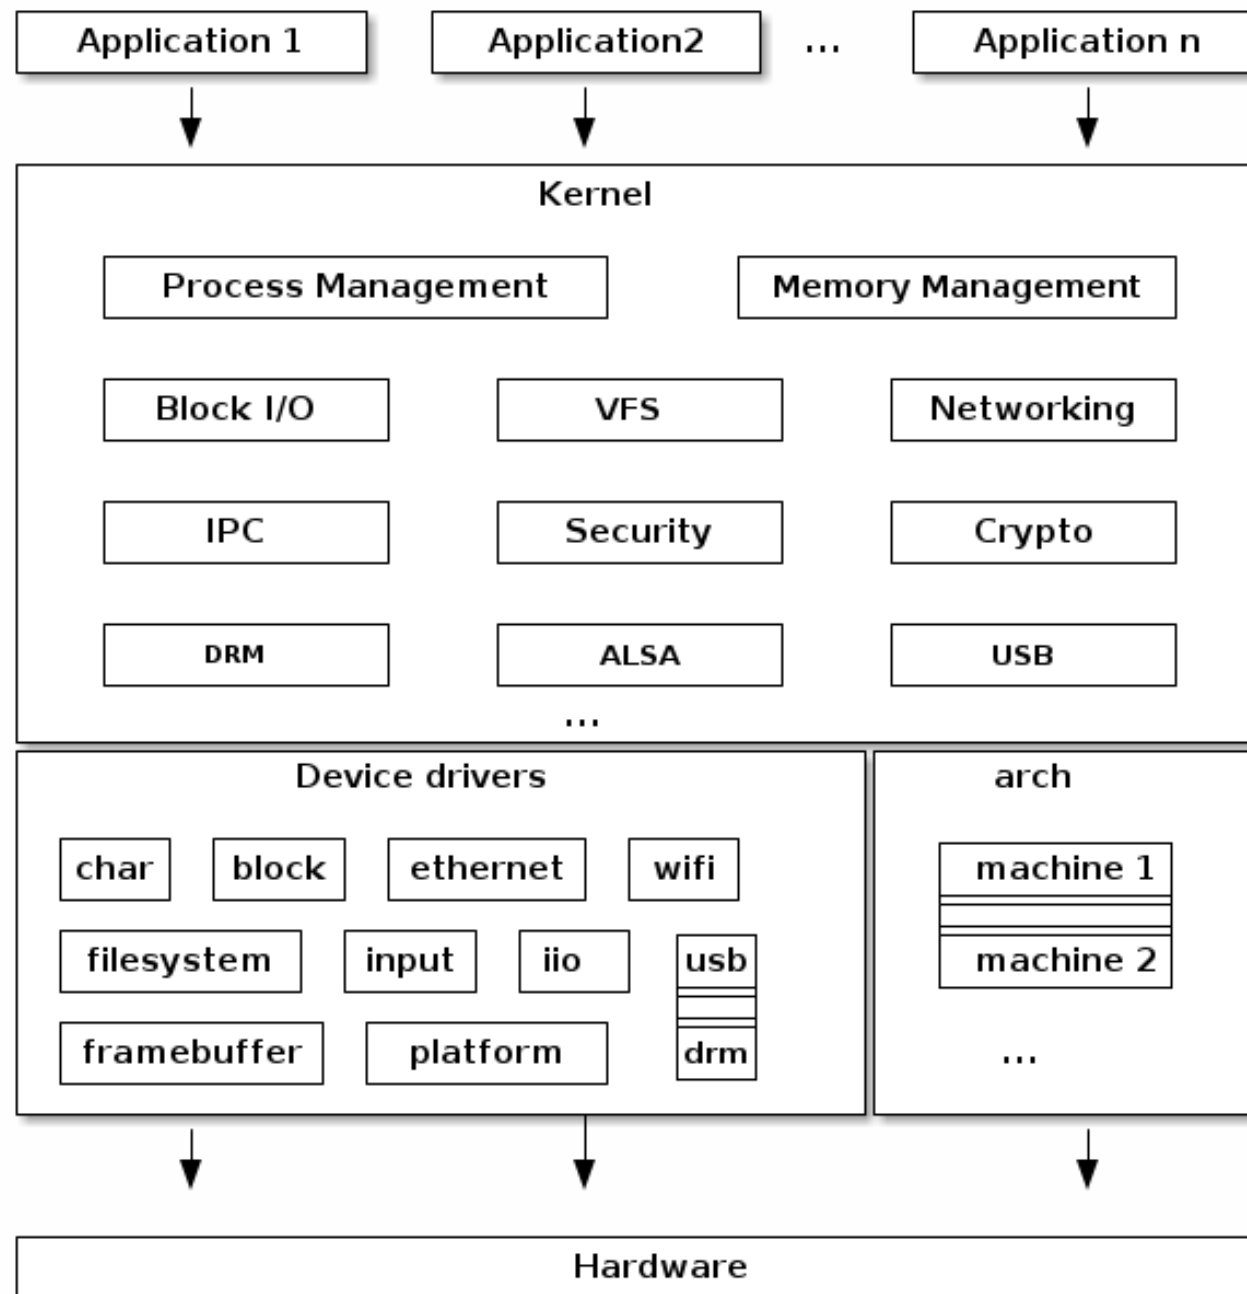 Application 1 Application2 ... Application n
Kernel
Process Management Memory Management
Block I/O VFS Networking
IPC Security Crypto
DRM ALSA USB
...
Device drivers arch
char block ethernet wifi machine 1
filesystem input iio usb machine 2
framebuffer platform drm ...
Hardware